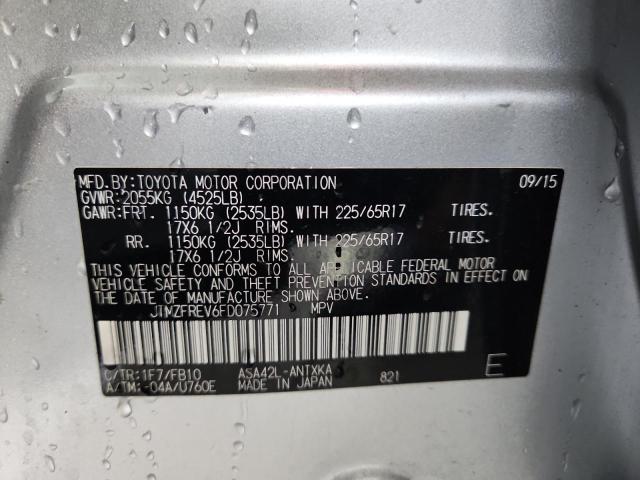 MFD.BY:TOYOTA MOTOR CORPORATION 09/15
GVWR:2055KG (4525LB)
GAWR:FRT. 1150KG (2535LB) WITH 225/65R17 TIRES.
17X6 1/2J RIMS.
RR. 1150KG (2535LB) WITH 225/65R17 TIRES.
17X6 1/2J RIMS.
THIS VEHICLE CONFORMS TO ALL APPLICABLE FEDERAL MOTOR
VEHICLE SAFETY AND THEFT PREVENTION STANDARDS IN EFFECT ON
THE DATE OF MANUFACTURE SHOWN ABOVE.
JTMZFREV6FD075771 MPV
C/TR:1F7/FB10 ASA42L-ANTXKA 821 E
A/TM:-04A/U760E MADE IN JAPAN